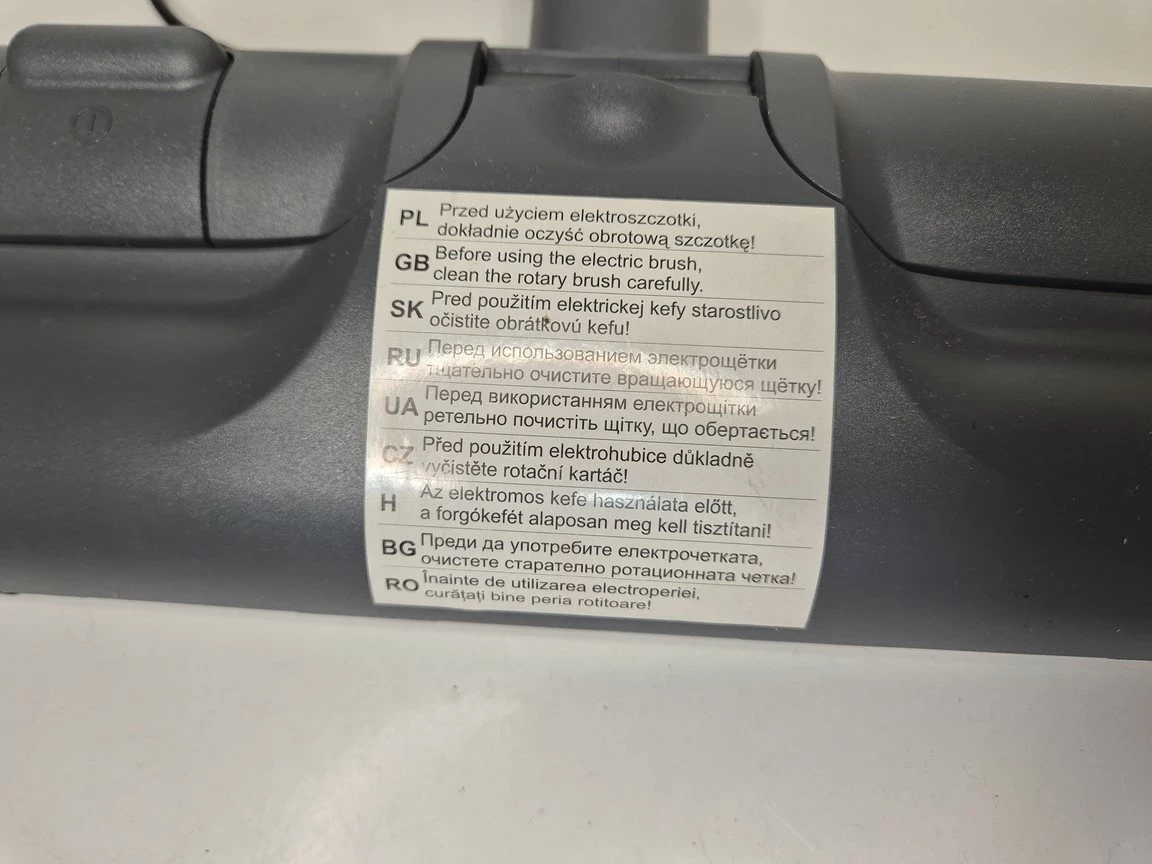 PL Przed użyciem elektroszczotki,
dokładnie oczyść obrotową szczotkę!
GB Before using the electric brush,
clean the rotary brush carefully.
SK Pred použitím elektrickej kefy starostlivo
očistite obrátkovú kefu!
RU Перед использованием электрощётки
тщательно очистите вращающуюся щётку!
UA Перед використанням електрощітки
ретельно почистіть щітку, що обертається!
CZ Před použitím elektrohubice důkladně
vyčistěte rotační kartáč!
H Az elektromos kefe használata előtt,
a forgókefét alaposan meg kell tisztítani!
BG Преди да употребите електрочетката,
очистете старателно ротационната четка!
RO Înainte de utilizarea electroperiei,
curăţaţi bine peria rotitoare!